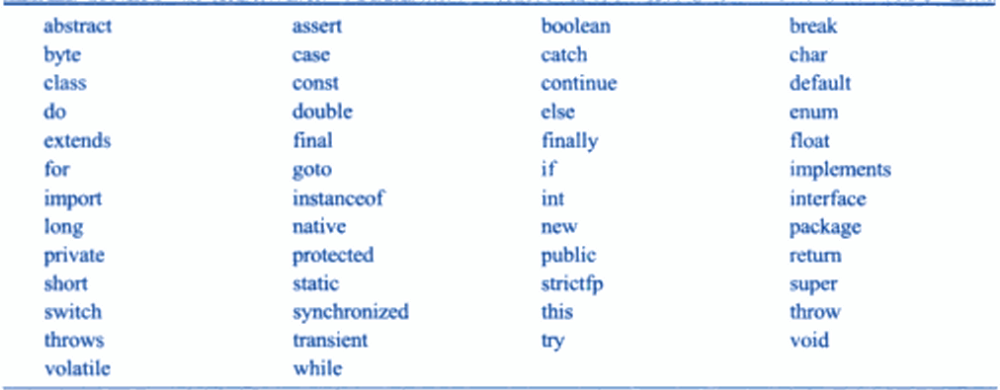 abstract assert boolean break
byte case catch char
class const continue default
do double else enum
extends final finally float
for goto if implements
import instanceof int interface
long native new package
private protected public return
short static strictfp super
switch synchronized this throw
throws transient try void
volatile while